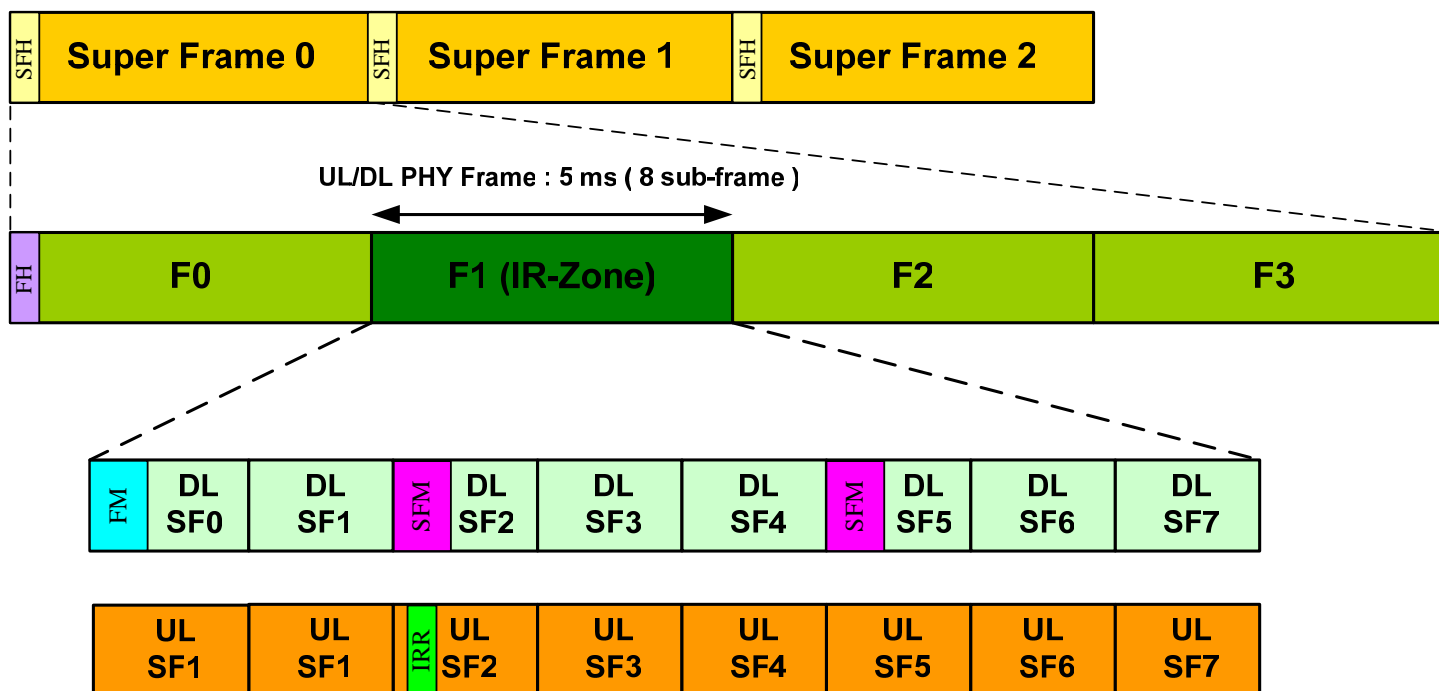 SFH Super Frame 0 SFH Super Frame 1 SFH Super Frame 2
UL/DL PHY Frame : 5 ms ( 8 sub-frame )
FH F0 F1 (IR-Zone) F2 F3
FM DL SF0 DL SF1 SFM DL SF2 DL SF3 DL SF4 SFM DL SF5 DL SF6 DL SF7
UL SF1 UL SF1 IRR UL SF2 UL SF3 UL SF4 UL SF5 UL SF6 UL SF7